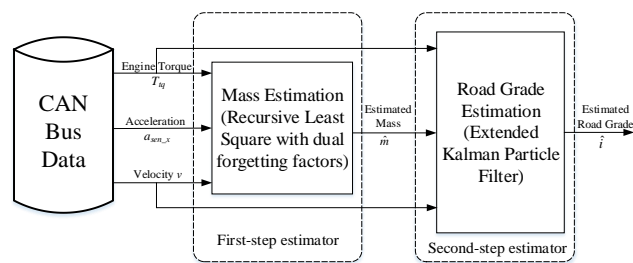 CAN
Bus
Data
Engine Torque
T_tq
Acceleration
a_sen_x
Velocity v
Mass Estimation
(Recursive Least
Square with dual
forgetting factors)
First-step estimator
Estimated
Mass
m̂
Road Grade
Estimation
(Extended
Kalman Particle
Filter)
Second-step estimator
Estimated
Road Grade
î